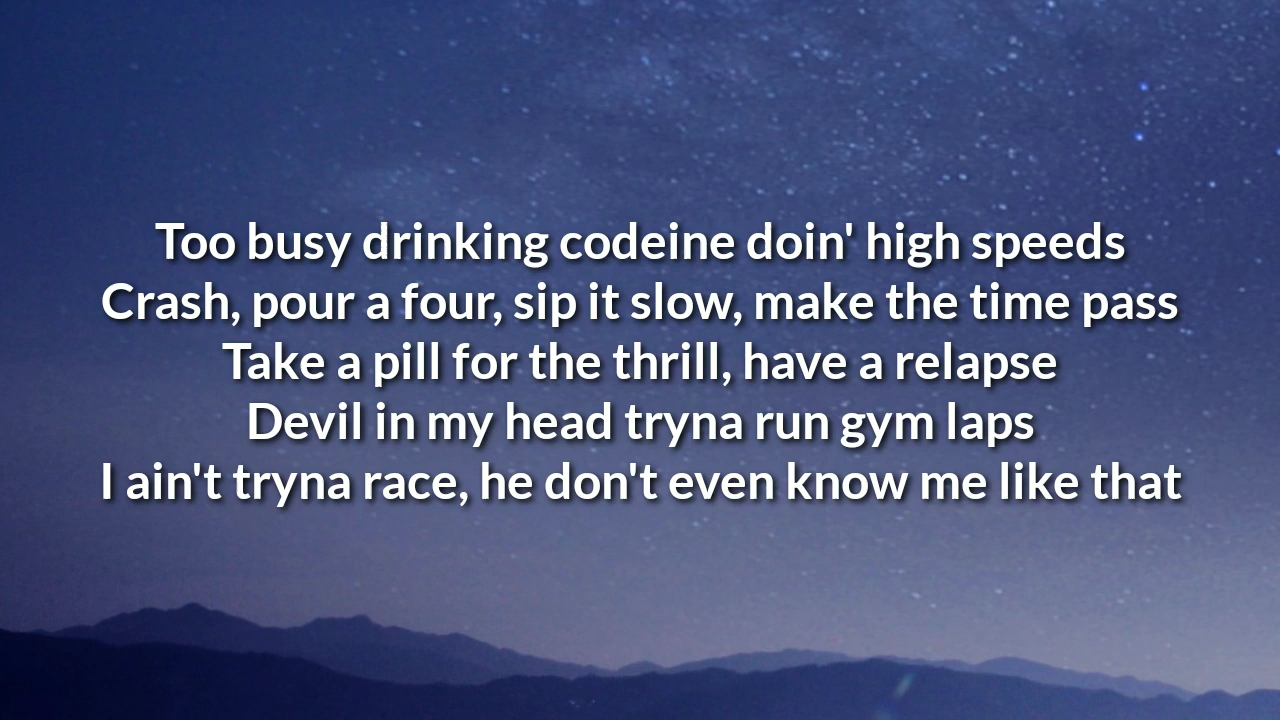 Too busy drinking codeine doin' high speeds
Crash, pour a four, sip it slow, make the time pass
Take a pill for the thrill, have a relapse
Devil in my head tryna run gym laps
I ain't tryna race, he don't even know me like that